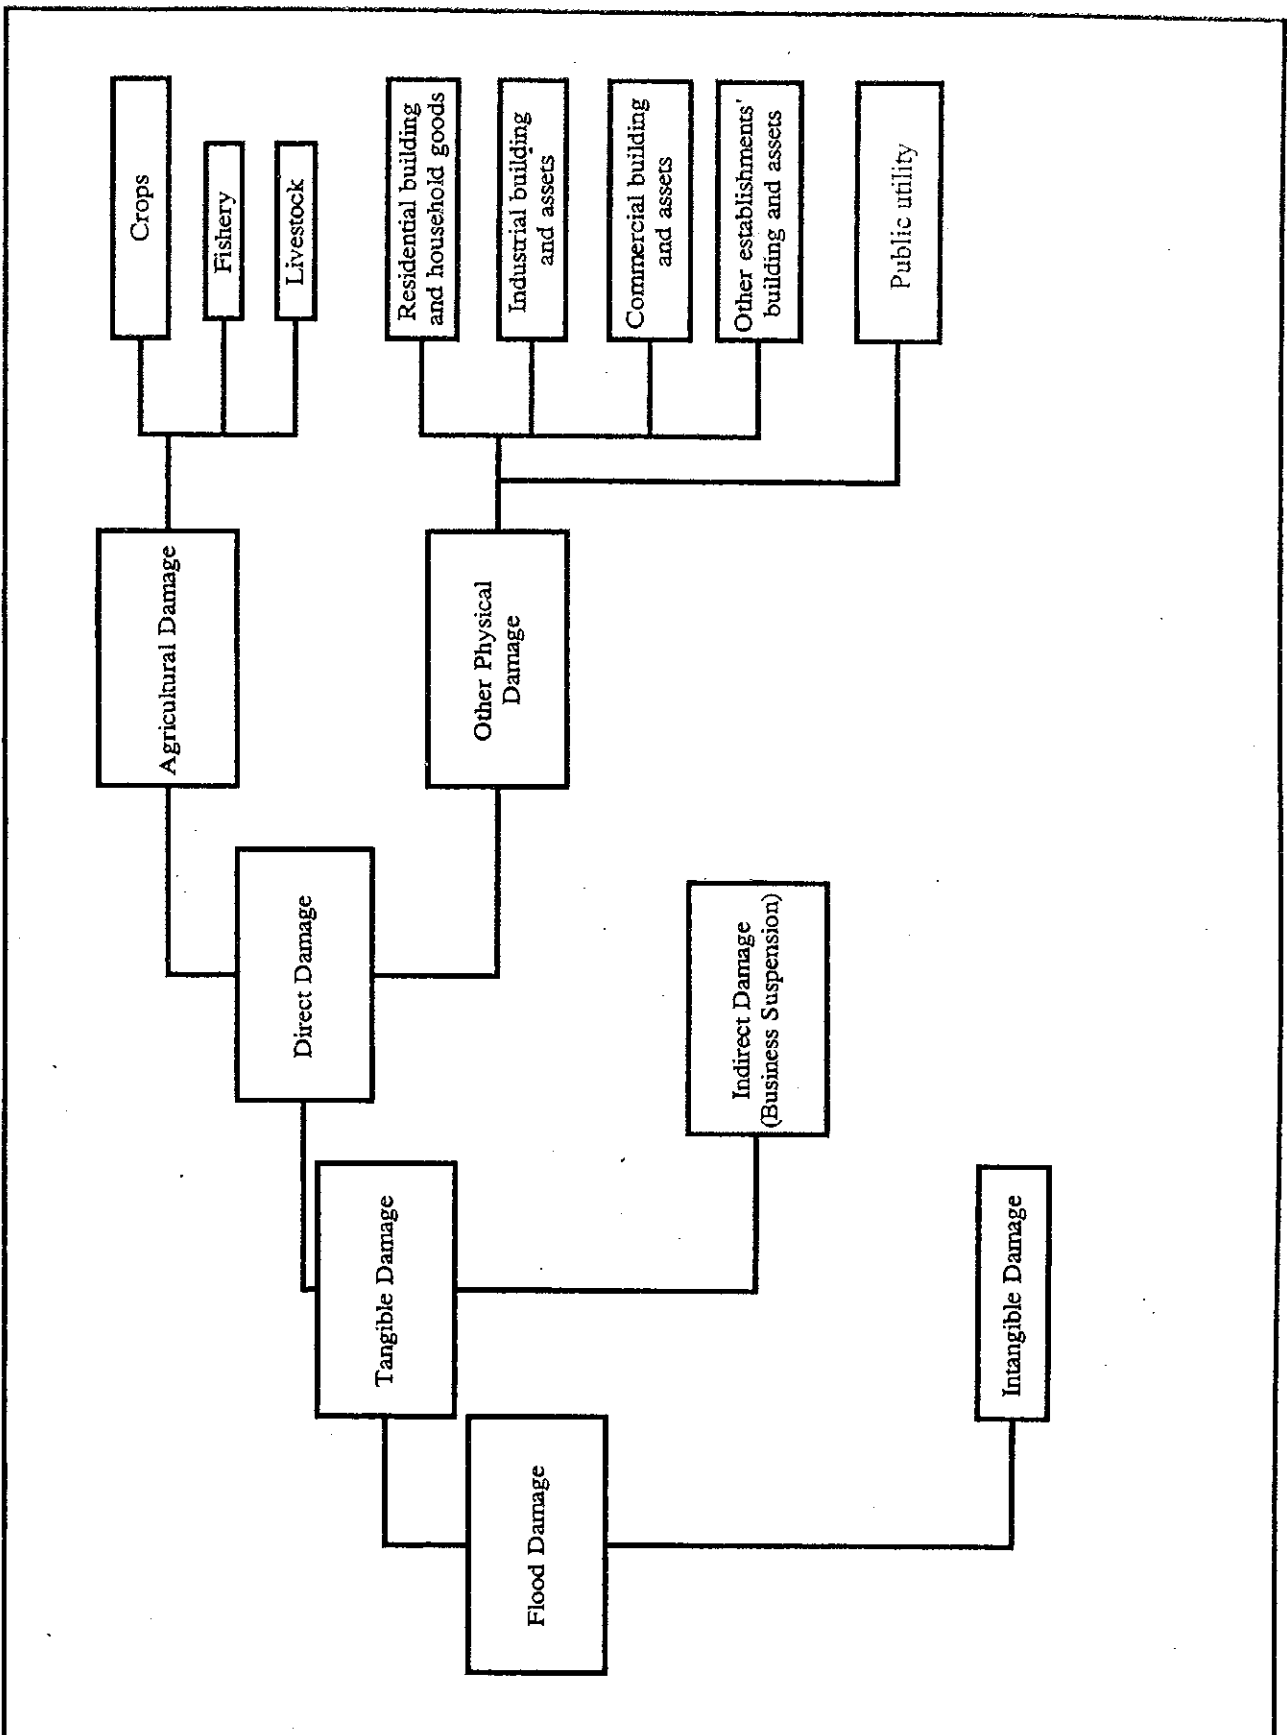 Flood Damage
Tangible Damage
Intangible Damage
Direct Damage
Indirect Damage
(Business Suspension)
Agricultural Damage
Other Physical
Damage
Crops
Fishery
Livestock
Residential building
and household goods
Industrial building
and assets
Commercial building
and assets
Other establishments'
building and assets
Public utility